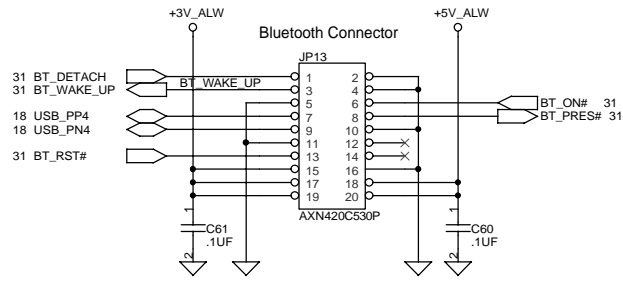 +3V_ALW
+5V_ALW
Bluetooth Connector
JP13
31 BT_DETACH
1 2
BT_WAKE_UP
31 BT_WAKE_UP
3 4
5 6
BT_ON# 31
18 USB_PP4
7 8
BT_PRES# 31
18 USB_PN4
9 10
11 12
31 BT_RST#
13 14
15 16
17 18
19 20
AXN420C530P
1
C61
.1UF
2
1
C60
.1UF
2